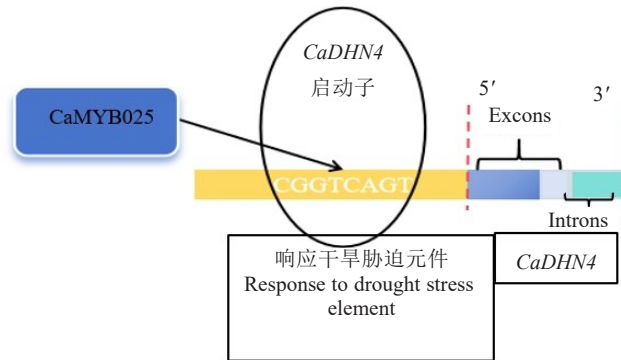 CaDHN4
启动子
CaMYB025
5′
3′
Excons
CGGTCAGT
Introns
响应干旱胁迫元件
Response to drought stress
element
CaDHN4